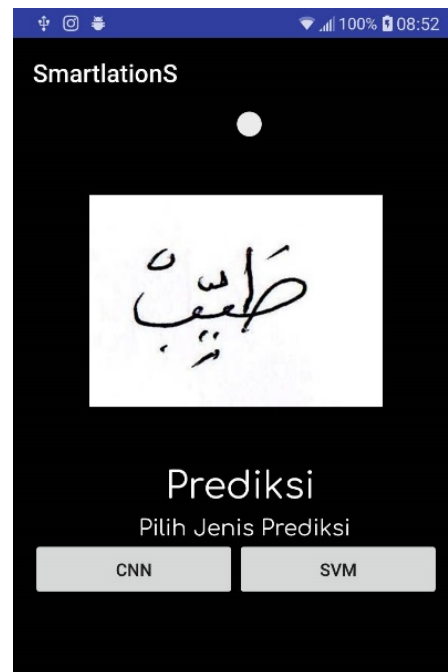 100% 08:52
SmartlationS
طَيِّبْ
Prediksi
Pilih Jenis Prediksi
CNN SVM